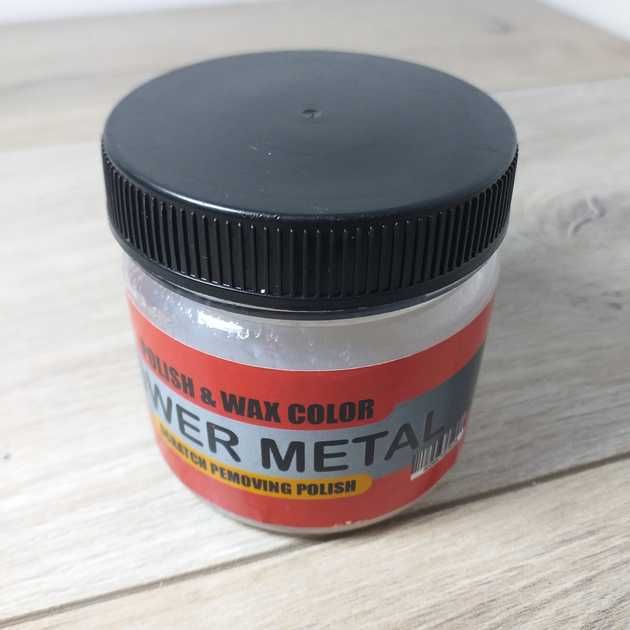 POLISH & WAX COLOR
WER METAL
SCRATCH PEMOVING POLISH